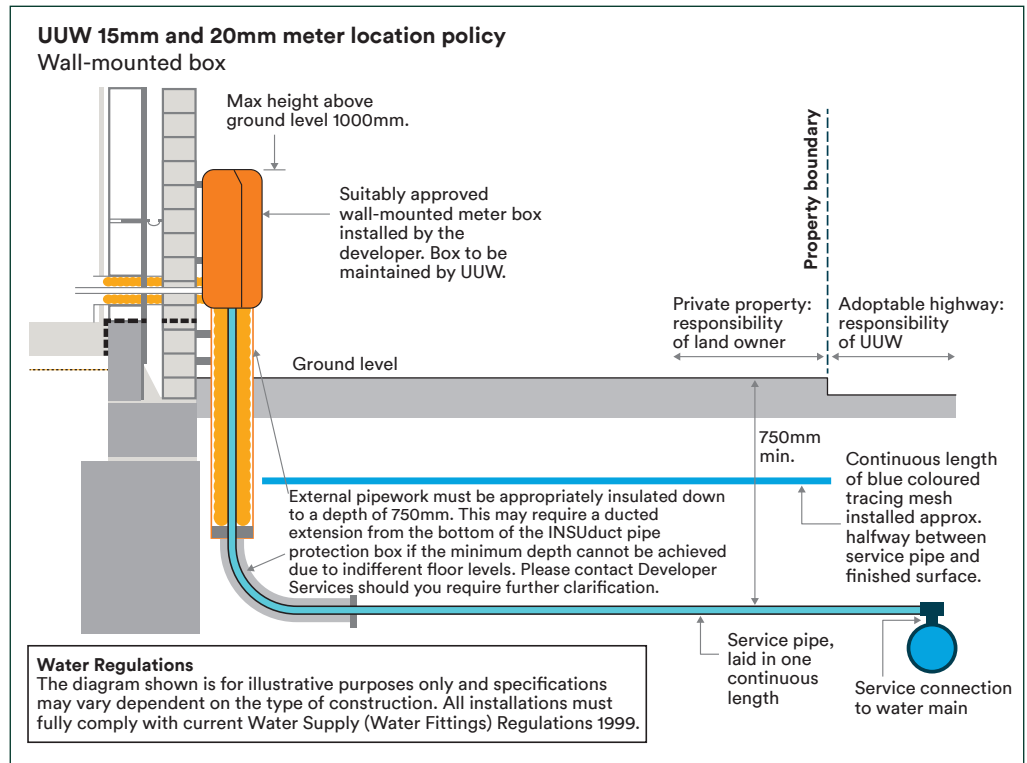 UUW 15mm and 20mm meter location policy
Wall-mounted box
Max height above
ground level 1000mm.
Suitably approved
wall-mounted meter box
installed by the
developer. Box to be
maintained by UUW.
Property boundary
Private property:
responsibility
of land owner
Adoptable highway:
responsibility
of UUW
Ground level
750mm
min.
Continuous length
of blue coloured
tracing mesh
installed approx.
halfway between
service pipe and
finished surface.
External pipework must be appropriately insulated down
to a depth of 750mm. This may require a ducted
extension from the bottom of the INSUduct pipe
protection box if the minimum depth cannot be achieved
due to indifferent floor levels. Please contact Developer
Services should you require further clarification.
Service pipe,
laid in one
continuous
length
Service connection
to water main
Water Regulations
The diagram shown is for illustrative purposes only and specifications
may vary dependent on the type of construction. All installations must
fully comply with current Water Supply (Water Fittings) Regulations 1999.